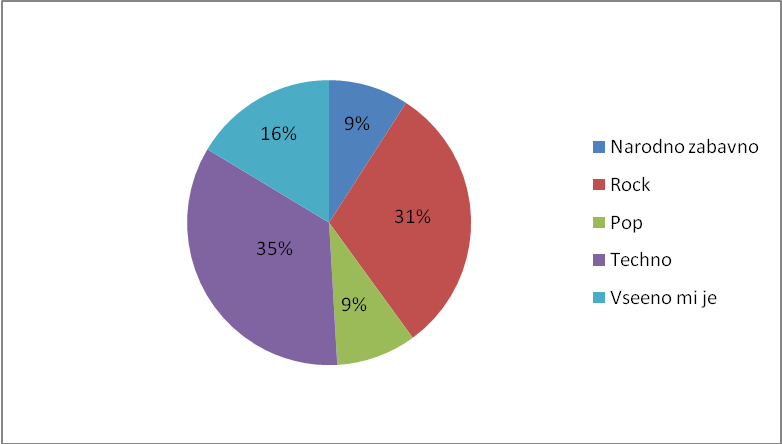 16%
9%
31%
35%
9%
Narodno zabavno
Rock
Pop
Techno
Vseeno mi je